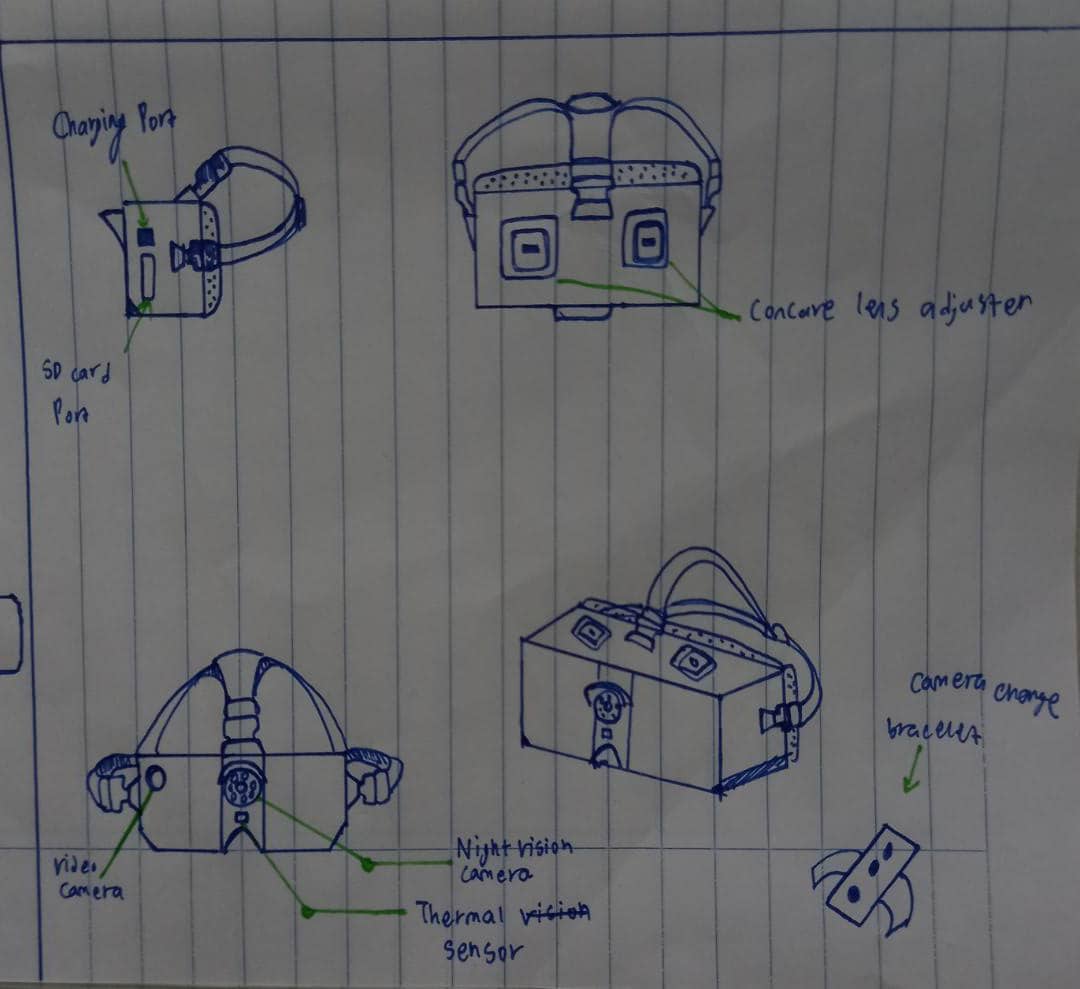 Charging Port
SD card
Port
Concave lens adjuster
Camera change
bracelet
Video
Camera
Night vision
camera
Thermal vision
sensor